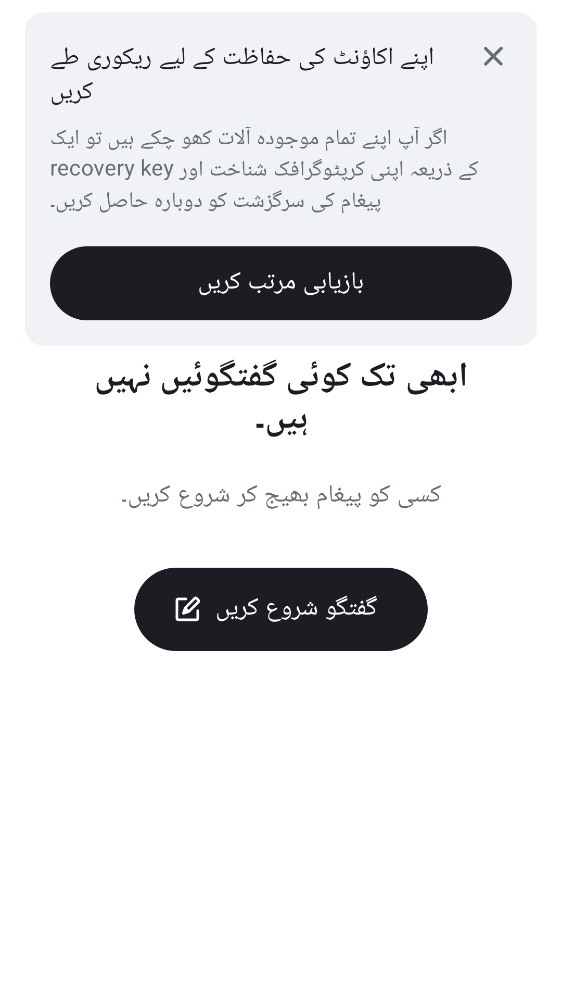 اپنے اکاؤنٹ کی حفاظت کے لیے ریکوری طے
کریں
اگر آپ اپنے تمام موجودہ آلات کھو چکے ہیں تو ایک
recovery key کے ذریعہ اپنی کرپٹوگرافک شناخت اور
پیغام کی سرگزشت کو دوبارہ حاصل کریں۔
بازیابی مرتب کریں
ابھی تک کوئی گفتگوئیں نہیں
ہیں۔
کسی کو پیغام بھیج کر شروع کریں۔
گفتگو شروع کریں